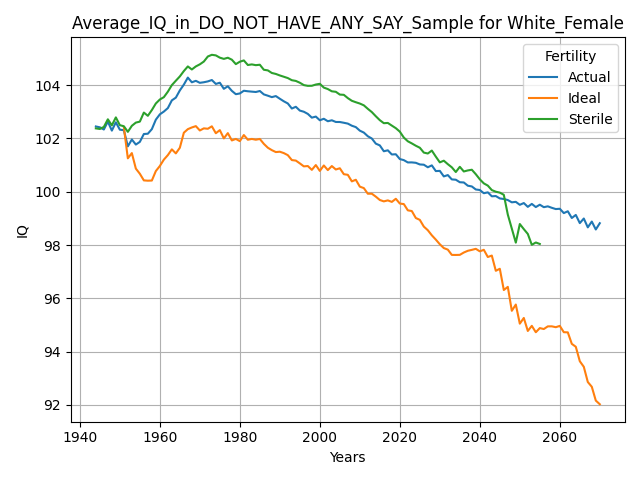 Average_IQ_in_DO_NOT_HAVE_ANY_SAY_Sample for White_Female
Fertility
Actual
Ideal
Sterile
IQ
104
102
100
98
96
94
92
1940 1960 1980 2000 2020 2040 2060
Years